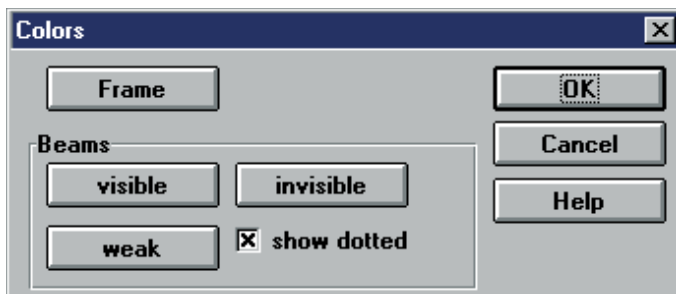 Colors
Frame
OK
Beams
Cancel
visible
invisible
Help
weak
show dotted